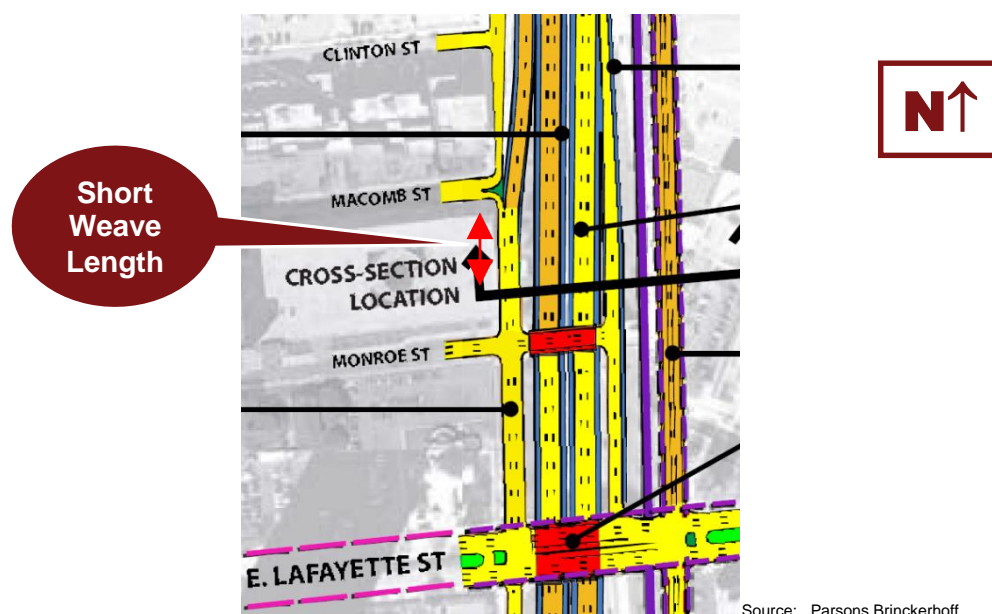 CLINTON ST
N↑
Short
Weave
Length
MACOMB ST
CROSS-SECTION
LOCATION
MONROE ST
E. LAFAYETTE ST
Source: Parsons Brinckerhoff